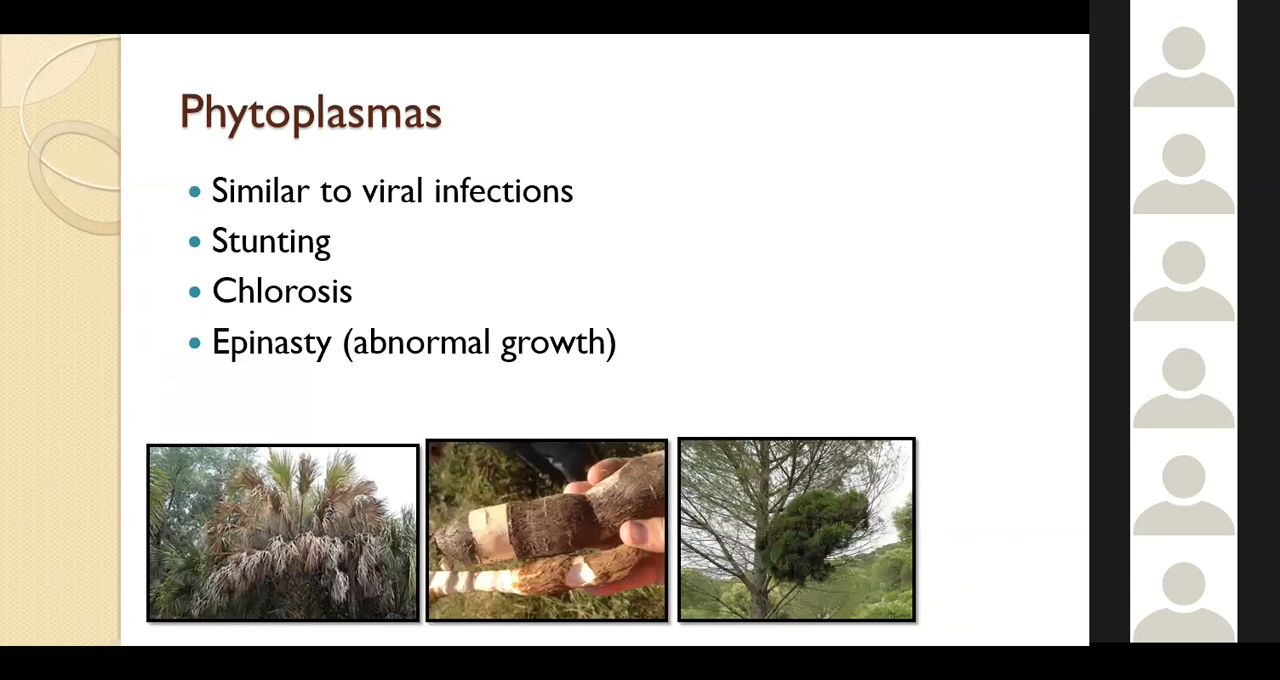 Phytoplasmas
Similar to viral infections
Stunting
Chlorosis
Epinasty (abnormal growth)